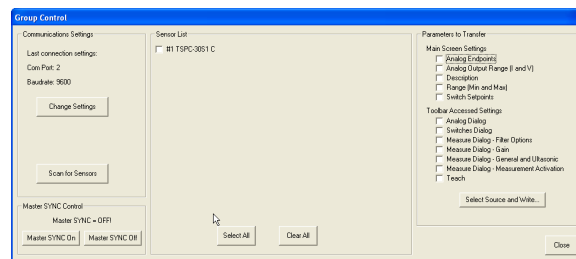 Group Control
Communications Settings
Last connection settings:
Com Port: 2
Baudrate: 9600
Change Settings
Scan for Sensors
Master SYNC Control
Master SYNC = OFF!
Master SYNC On
Master SYNC Off
Sensor List
#1 TSPC-30S1 C
Select All
Clear All
Parameters to Transfer
Main Screen Settings
Analog Endpoints
Analog Output Range (I and V)
Description
Range (Min and Max)
Switch Setpoints
Toolbar Accessed Settings
Analog Dialog
Switches Dialog
Measure Dialog - Filter Options
Measure Dialog - Gain
Measure Dialog - General and Ultrasonic
Measure Dialog - Measurement Activation
Teach
Select Source and Write...
Close